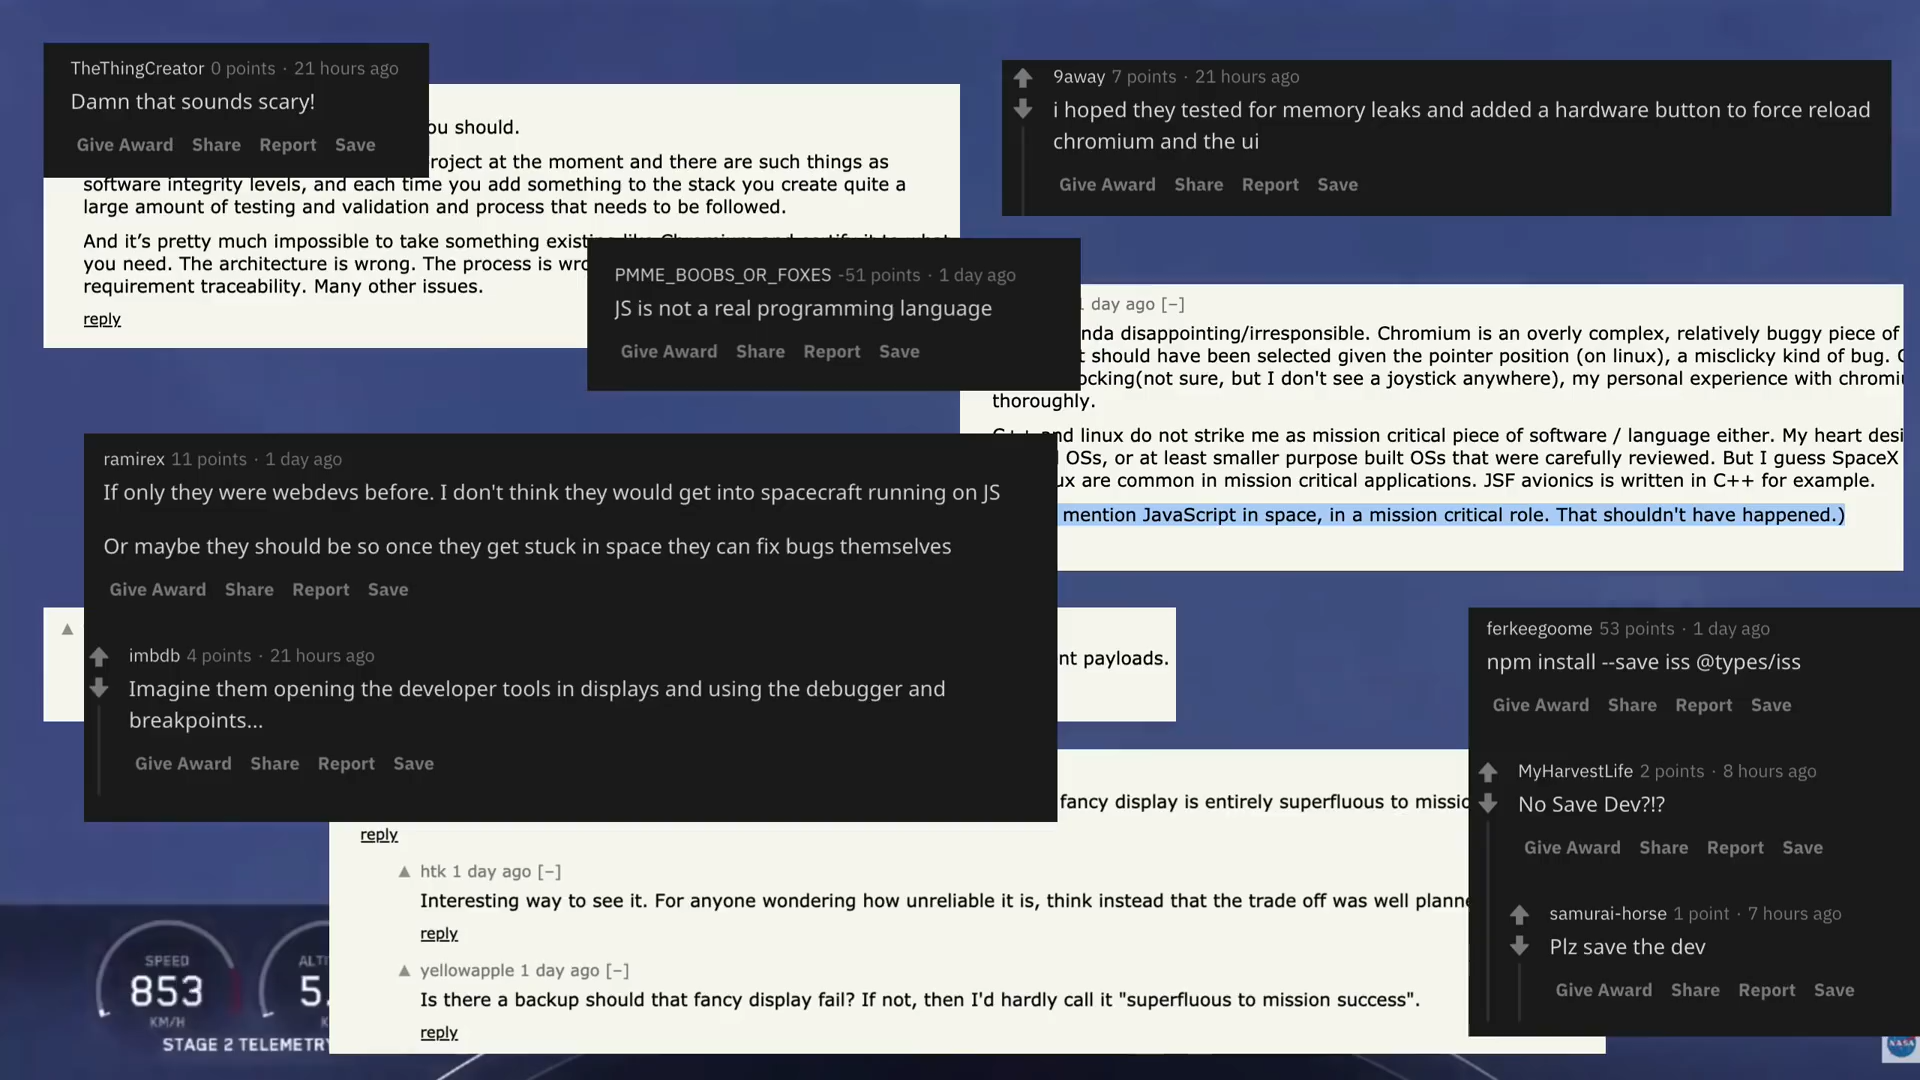 TheThingCreator 0 points · 21 hours ago
Damn that sounds scary!
Give Award Share Report Save
ou should.
roject at the moment and there are such things as
software integrity levels, and each time you add something to the stack you create quite a
large amount of testing and validation and process that needs to be followed.
And it's pretty much impossible to take something
you need. The architecture is wrong. The process is
requirement traceability. Many other issues.
reply
9away 7 points · 21 hours ago
i hoped they tested for memory leaks and added a hardware button to force reload
chromium and the ui
Give Award Share Report Save
PMME_BOOBS_OR_FOXES -51 points · 1 day ago
JS is not a real programming language
Give Award Share Report Save
1 day ago [–]
nda disappointing/irresponsible. Chromium is an overly complex, relatively buggy piece of
t should have been selected given the pointer position (on linux), a misclicky kind of bug.
ocking(not sure, but I don't see a joystick anywhere), my personal experience with chromi
thoroughly.
C++ and linux do not strike me as mission critical piece of software / language either. My heart desi
OSs, or at least smaller purpose built OSs that were carefully reviewed. But I guess SpaceX
ux are common in mission critical applications. JSF avionics is written in C++ for example.
mention JavaScript in space, in a mission critical role. That shouldn't have happened.)
ramirex 11 points · 1 day ago
If only they were webdevs before. I don't think they would get into spacecraft running on JS
Or maybe they should be so once they get stuck in space they can fix bugs themselves
Give Award Share Report Save
imbdb 4 points · 21 hours ago
Imagine them opening the developer tools in displays and using the debugger and
breakpoints...
Give Award Share Report Save
nt payloads.
fancy display is entirely superfluous to missio
reply
htk 1 day ago [–]
Interesting way to see it. For anyone wondering how unreliable it is, think instead that the trade off was well planne
reply
yellowapple 1 day ago [–]
Is there a backup should that fancy display fail? If not, then I'd hardly call it "superfluous to mission success".
reply
ferkeegoome 53 points · 1 day ago
npm install --save iss @types/iss
Give Award Share Report Save
MyHarvestLife 2 points · 8 hours ago
No Save Dev?!?
Give Award Share Report Save
samurai-horse 1 point · 7 hours ago
Plz save the dev
Give Award Share Report Save
SPEED
853
KM/H
ALTI
5.
K
STAGE 2 TELEMETRY
NASA